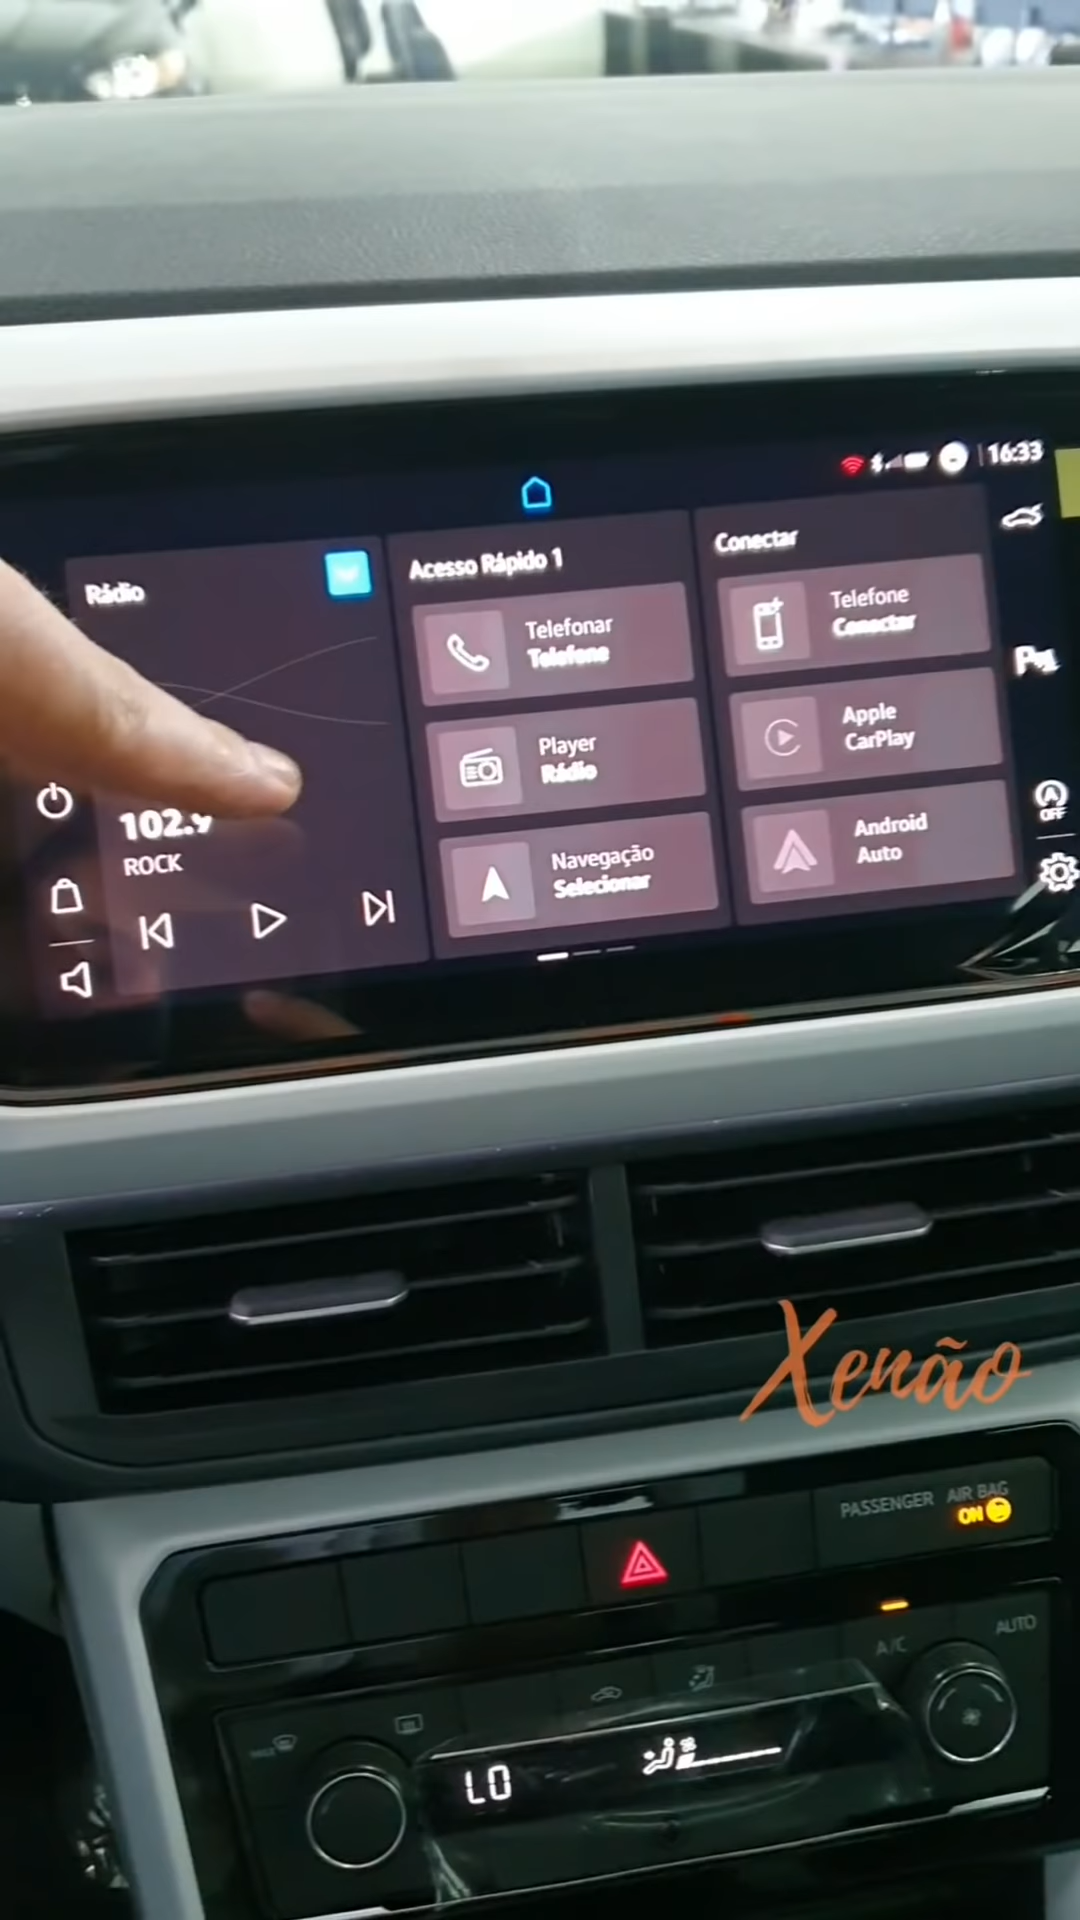 16:33
Rádio
102.9
ROCK
Acesso Rápido 1
Telefonar
Telefone
Player
Rádio
Navegação
Selecionar
Conectar
Telefone
Conectar
Apple
CarPlay
Android
Auto
OFF
Xenão
PASSENGER AIR BAG
ON
A/C
AUTO
LO